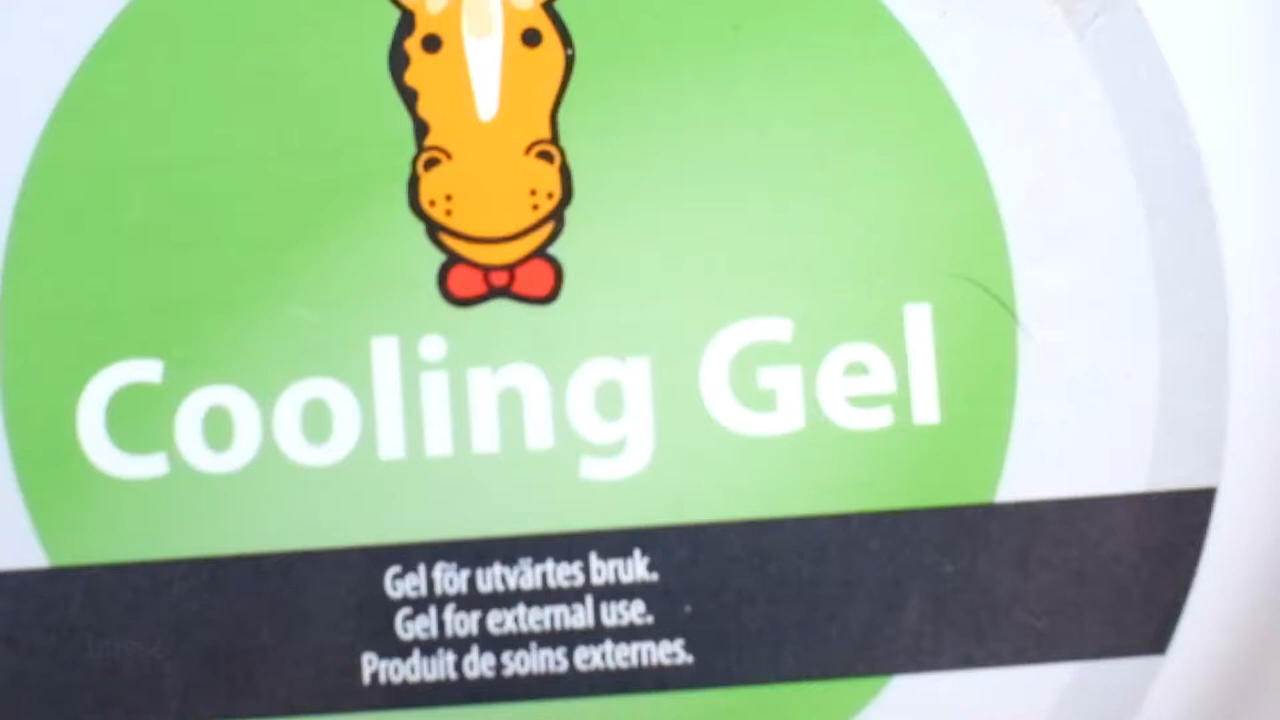 Cooling Gel
Gel för utvärtes bruk.
Gel for external use.
Produit de soins externes.